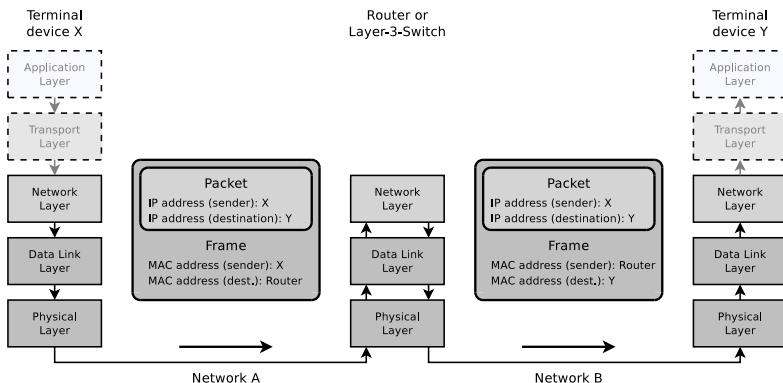 Terminal
device X
Router or
Layer-3-Switch
Terminal
device Y
Application
Layer
Transport
Layer
Network
Layer
Data Link
Layer
Physical
Layer
Packet
IP address (sender): X
IP address (destination): Y
Frame
MAC address (sender): X
MAC address (dest.): Router
Network
Layer
Data Link
Layer
Physical
Layer
Packet
IP address (sender): X
IP address (destination): Y
Frame
MAC address (sender): Router
MAC address (dest.): Y
Application
Layer
Transport
Layer
Network
Layer
Data Link
Layer
Physical
Layer
Network A
Network B